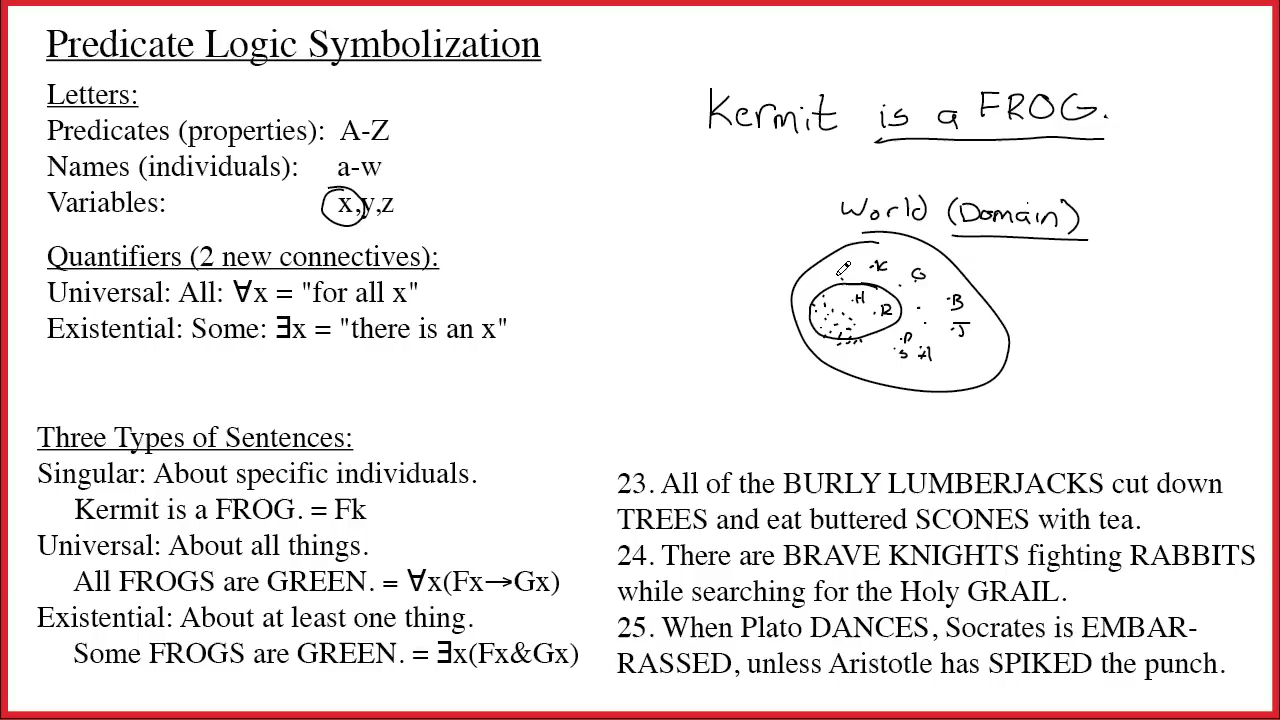 Predicate Logic Symbolization
Letters:
Predicates (properties): A-Z
Names (individuals): a-w
Variables: x,y,z
Quantifiers (2 new connectives):
Universal: All: ∀x = "for all x"
Existential: Some: ∃x = "there is an x"
Three Types of Sentences:
Singular: About specific individuals.
Kermit is a FROG. = Fk
Universal: About all things.
All FROGS are GREEN. = ∀x(Fx→Gx)
Existential: About at least one thing.
Some FROGS are GREEN. = ∃x(Fx&Gx)
Kermit is a FROG.
World (Domain)
K
G
H
R
B
J
P
S
A
23. All of the BURLY LUMBERJACKS cut down
TREES and eat buttered SCONES with tea.
24. There are BRAVE KNIGHTS fighting RABBITS
while searching for the Holy GRAIL.
25. When Plato DANCES, Socrates is EMBAR-
RASSED, unless Aristotle has SPIKED the punch.